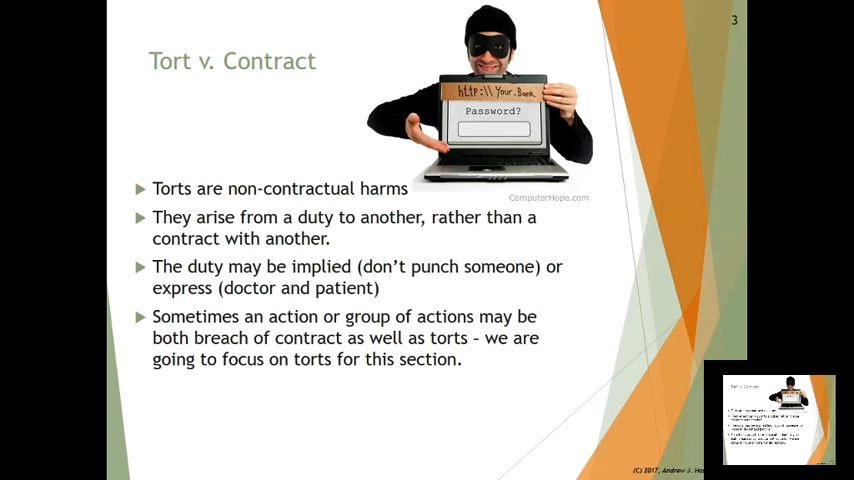 3
Tort v. Contract
http:\\Your.Bank
Password?
ComputerHope.com
Torts are non-contractual harms
They arise from a duty to another, rather than a
contract with another.
The duty may be implied (don't punch someone) or
express (doctor and patient)
Sometimes an action or group of actions may be
both breach of contract as well as torts – we are
going to focus on torts for this section.
(C) 2017, Andrew J.
Tort v. Contract